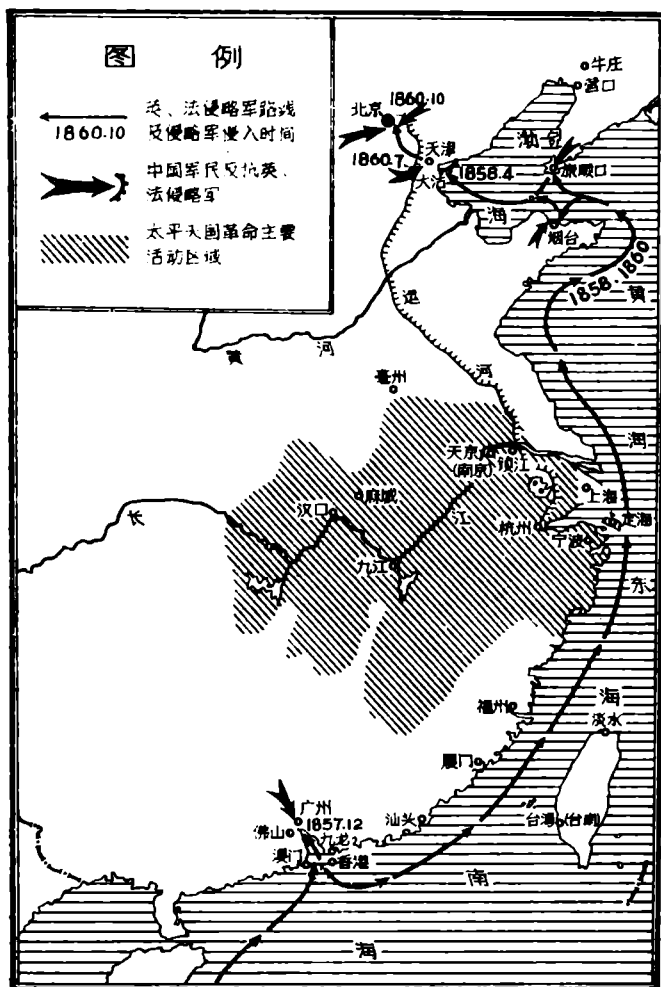 图 例
英、法侵略军路线
1860.10 及侵略军侵入时间
中国军民反抗英、
法侵略军
太平天国革命主要
活动区域
牛庄
营口
1860.10
北京
渤
天津
1860.7
大沽
1858.4
旅顺口
海
烟台
1858.1860
黄
运
黄 河
河
亳州
海
天京
(南京)
镇江
麻城
上海
汉口
长
江
定海
杭州
宁波
九江
东
海
福州
淡水
厦门
广州
1857.12
汕头
台湾(台南)
佛山
九龙
澳门
香港
南
海